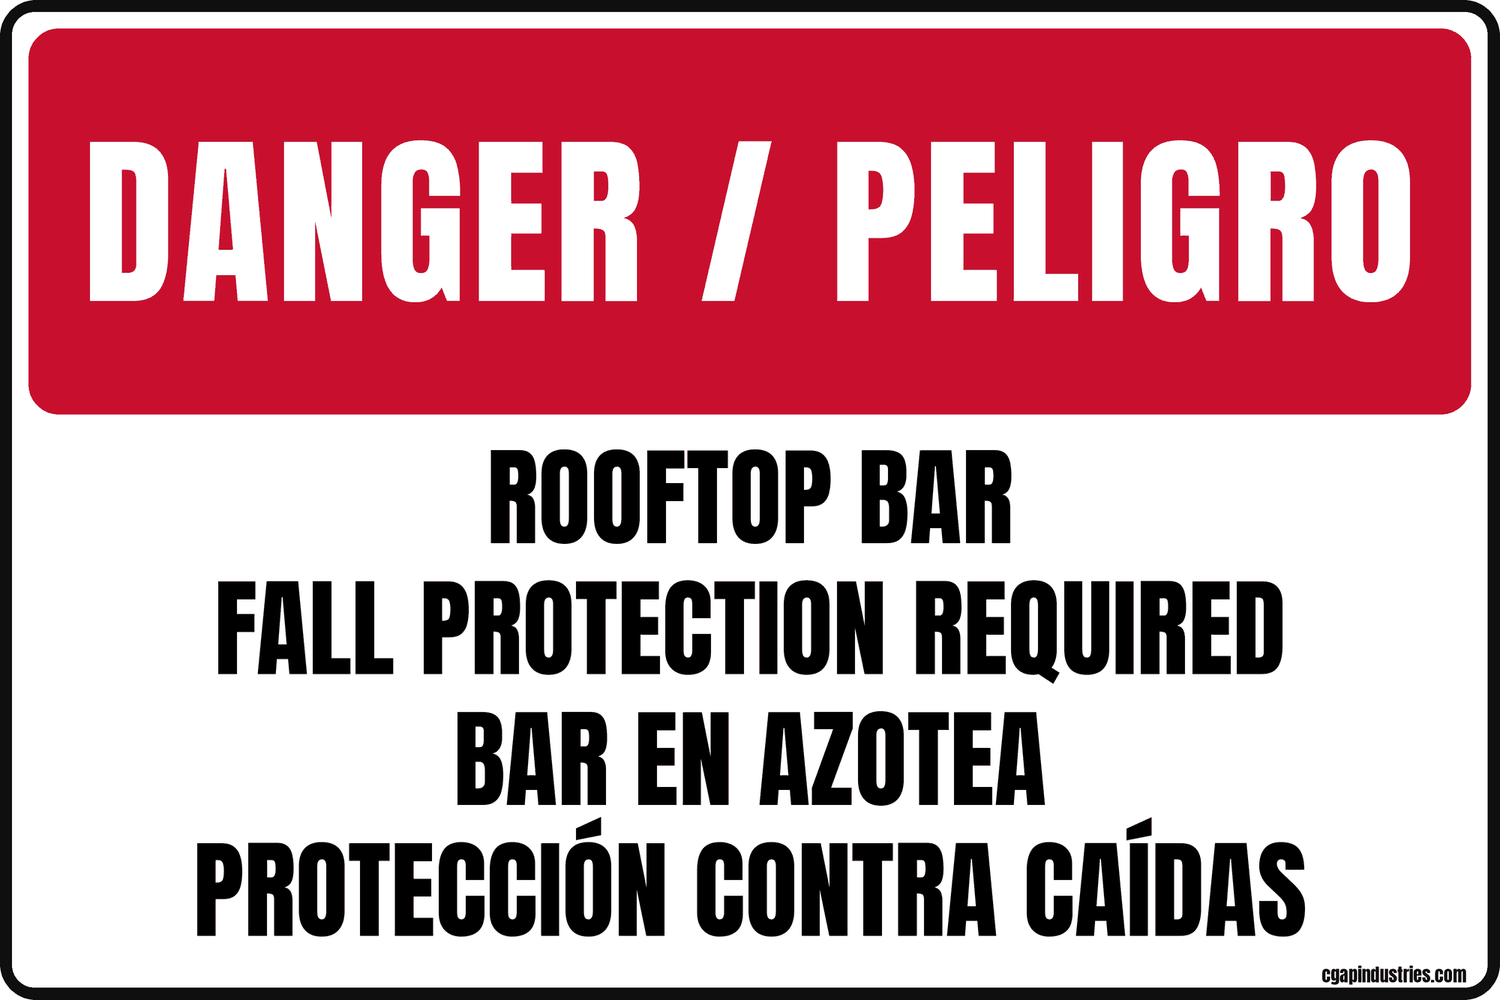 DANGER / PELIGRO
ROOFTOP BAR
FALL PROTECTION REQUIRED
BAR EN AZOTEA
PROTECCIÓN CONTRA CAÍDAS
cgapindustries.com